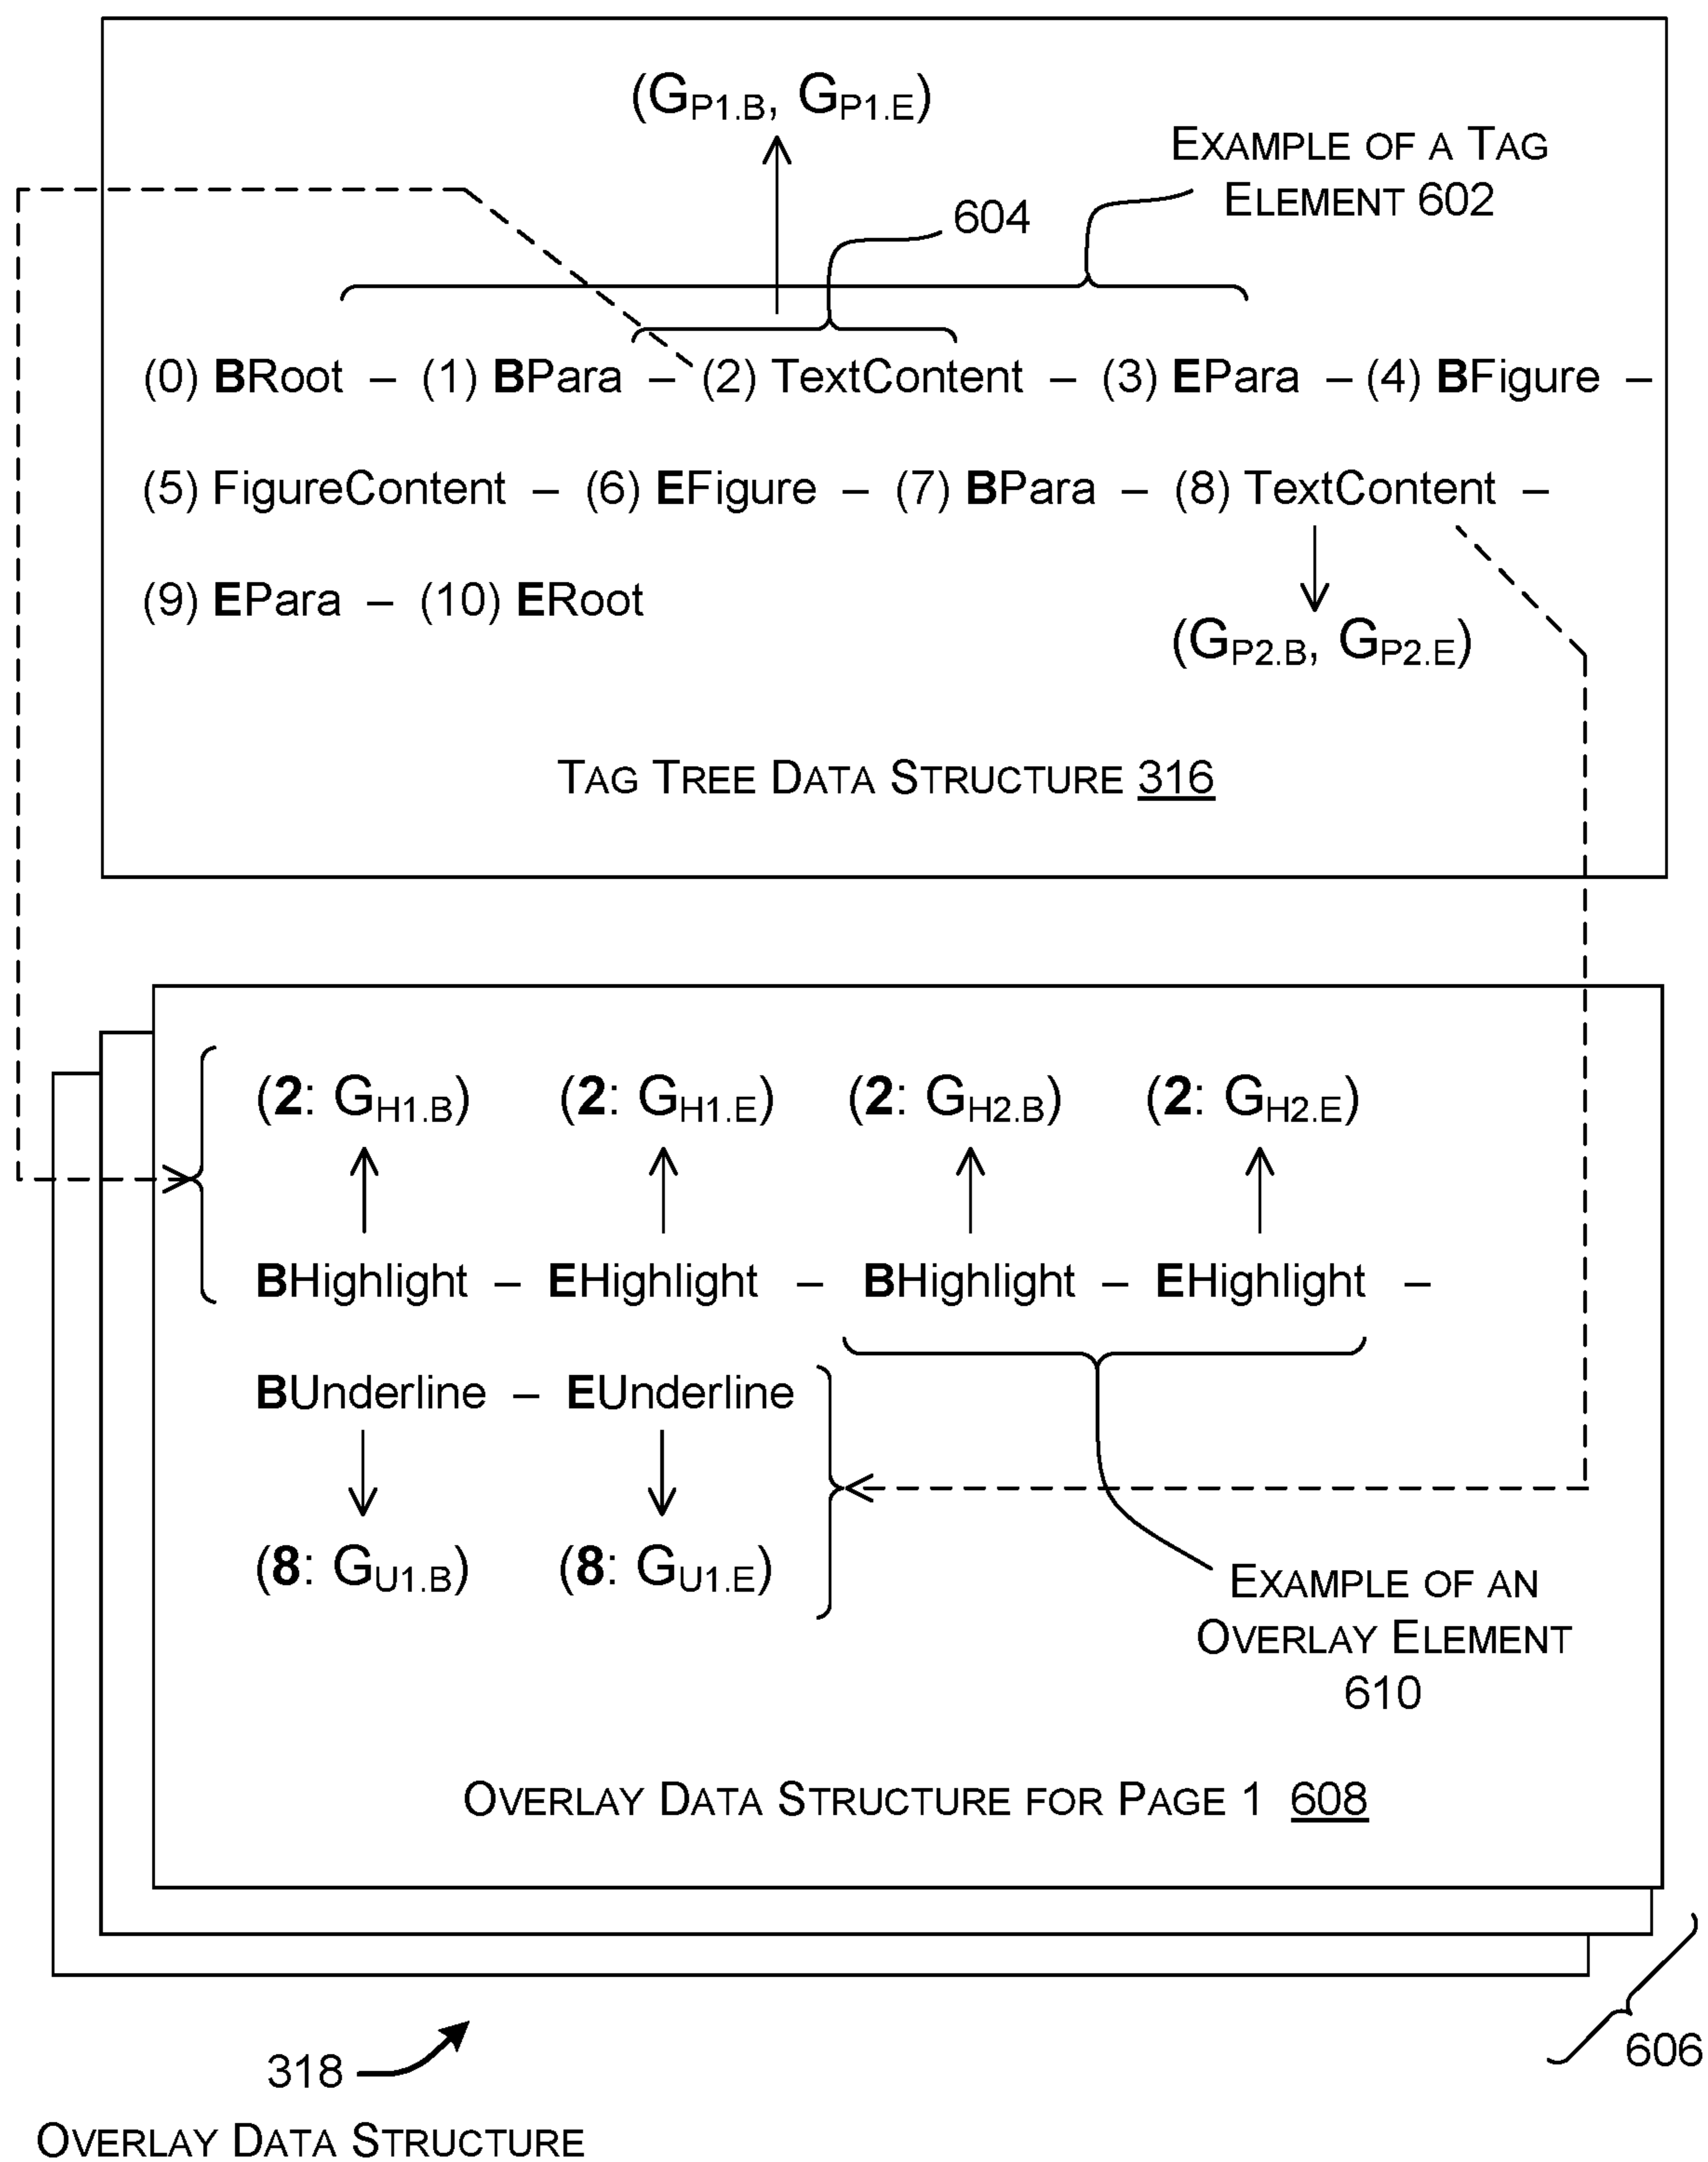 (GP1.B, GP1.E)
EXAMPLE OF A TAG
ELEMENT 602
604
(0) BRoot – (1) BPara – (2) TextContent – (3) EPara – (4) BFigure –
(5) FigureContent – (6) EFigure – (7) BPara – (8) TextContent –
(9) EPara – (10) ERoot
(GP2.B, GP2.E)
TAG TREE DATA STRUCTURE 316
(2: GH1.B) (2: GH1.E) (2: GH2.B) (2: GH2.E)
BHighlight – EHighlight – BHighlight – EHighlight –
BUnderline – EUnderline
(8: GU1.B) (8: GU1.E)
EXAMPLE OF AN
OVERLAY ELEMENT
610
OVERLAY DATA STRUCTURE FOR PAGE 1 608
606
318
OVERLAY DATA STRUCTURE